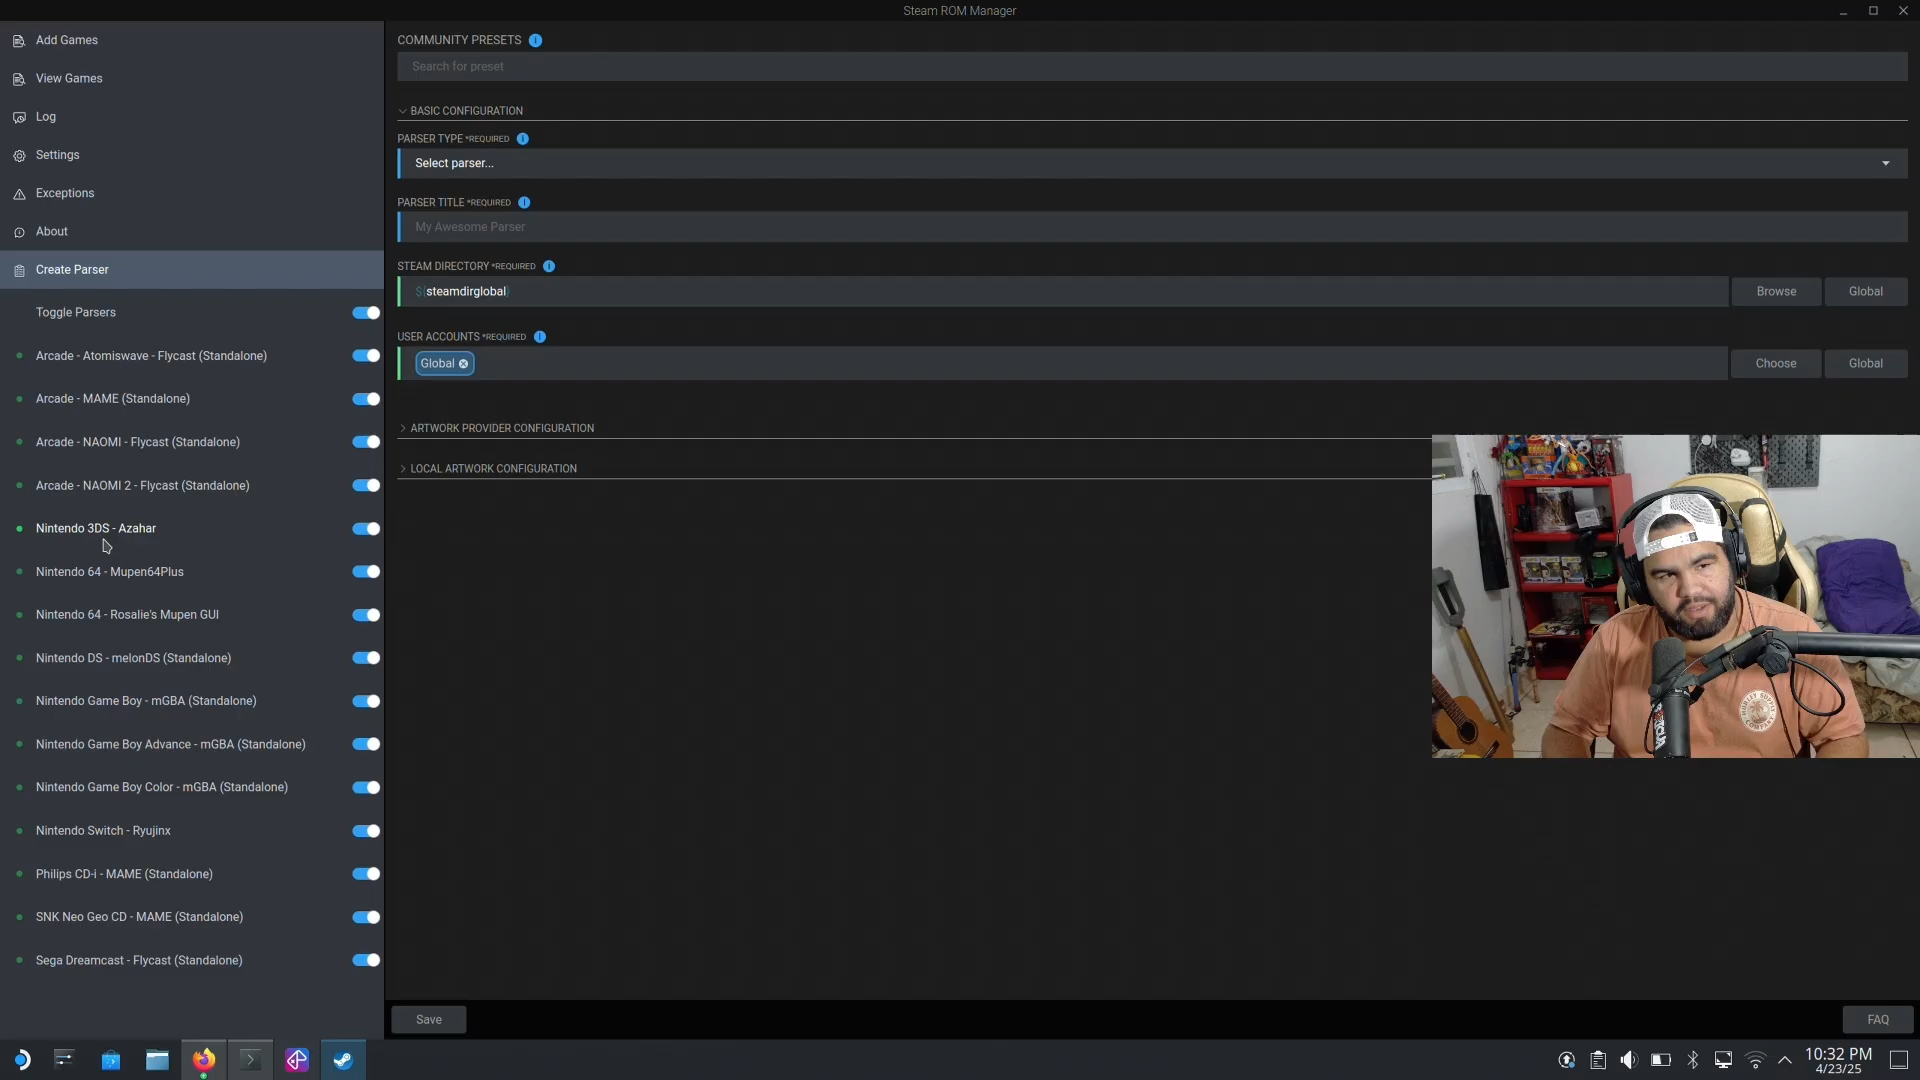 Steam ROM Manager
Add Games
View Games
Log
Settings
Exceptions
About
Create Parser
Toggle Parsers
Arcade - Atomiswave - Flycast (Standalone)
Arcade - MAME (Standalone)
Arcade - NAOMI - Flycast (Standalone)
Arcade - NAOMI 2 - Flycast (Standalone)
Nintendo 3DS - Azahar
Nintendo 64 - Mupen64Plus
Nintendo 64 - Rosalie's Mupen GUI
Nintendo DS - melonDS (Standalone)
Nintendo Game Boy - mGBA (Standalone)
Nintendo Game Boy Advance - mGBA (Standalone)
Nintendo Game Boy Color - mGBA (Standalone)
Nintendo Switch - Ryujinx
Philips CD-i - MAME (Standalone)
SNK Neo Geo CD - MAME (Standalone)
Sega Dreamcast - Flycast (Standalone)
COMMUNITY PRESETS
Search for preset
BASIC CONFIGURATION
PARSER TYPE *REQUIRED
Select parser...
PARSER TITLE *REQUIRED
My Awesome Parser
STEAM DIRECTORY *REQUIRED
${steamdirglobal}
Browse
Global
USER ACCOUNTS *REQUIRED
Global
Choose
Global
ARTWORK PROVIDER CONFIGURATION
LOCAL ARTWORK CONFIGURATION
Save
FAQ
10:32 PM
4/23/25